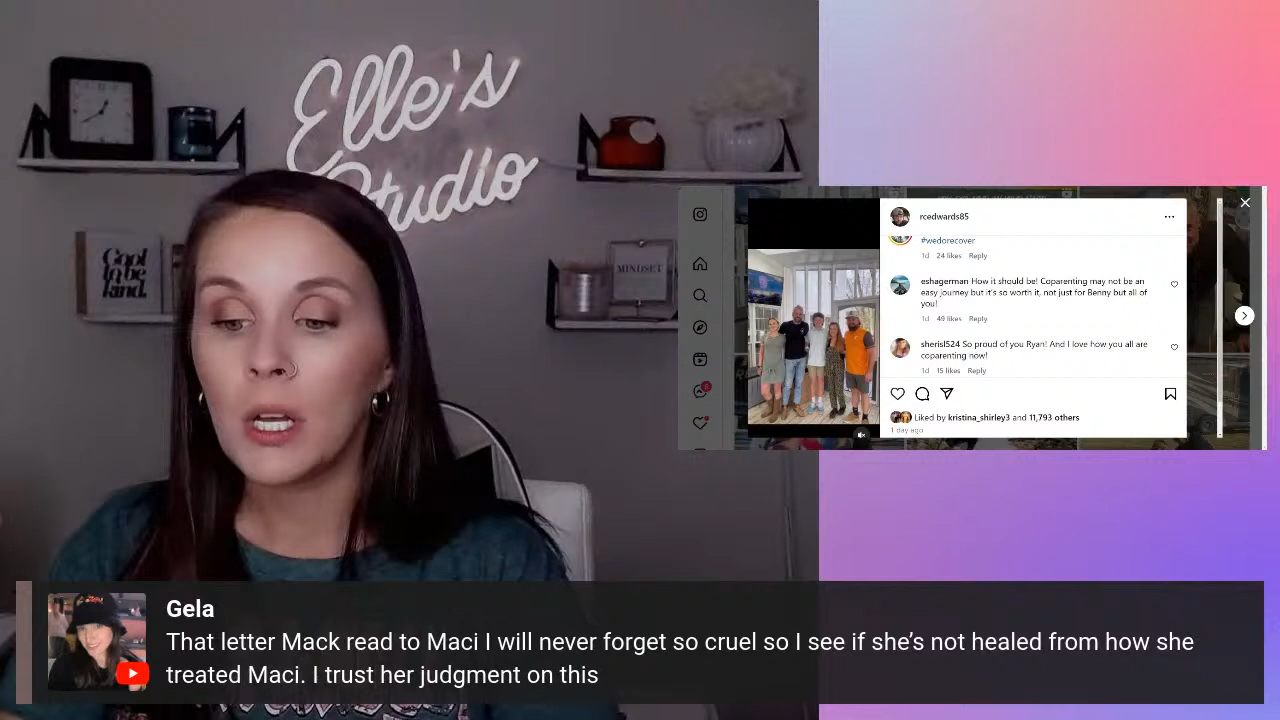 Elle's
Studio
Cool
to be
kind.
MINDSET
rcedwards85
#wedorecover
1d 24 likes Reply
eshagerman How it should be! Coparenting may not be an
easy journey but it's so worth it, not just for Benny but all of
you!
1d 49 likes Reply
sherisl524 So proud of you Ryan! And I love how you all are
coparenting now!
1d 15 likes Reply
Liked by kristina_shirley3 and 11,793 others
1 day ago
Gela
That letter Mack read to Maci I will never forget so cruel so I see if she’s not healed from how she
treated Maci. I trust her judgment on this